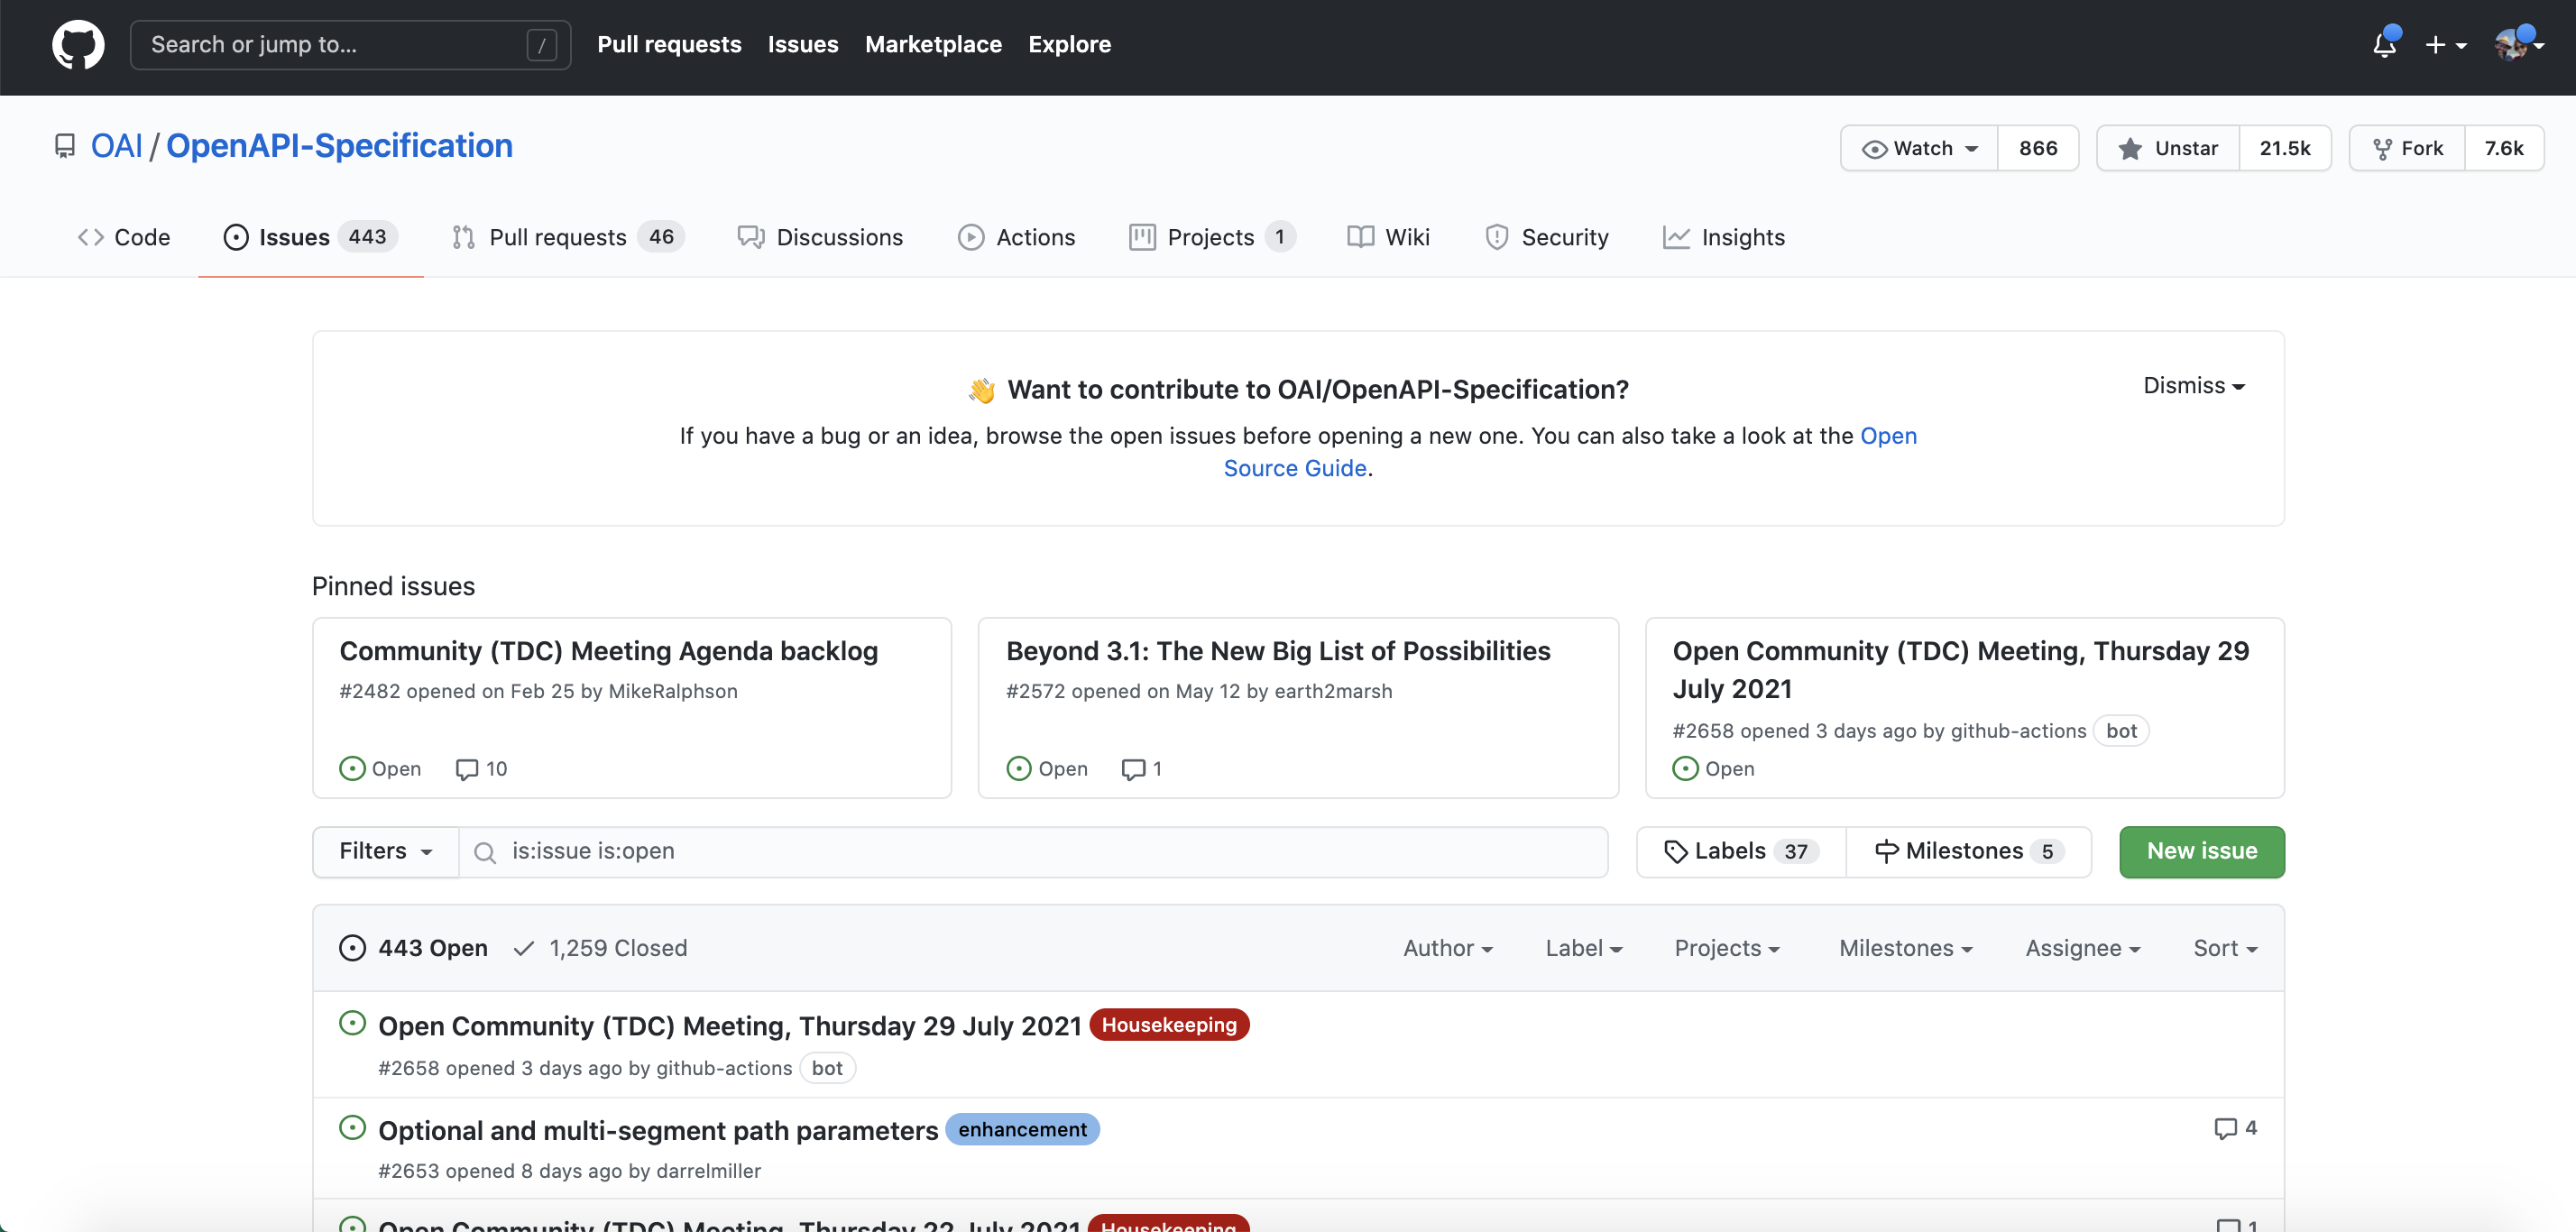 Search or jump to... / Pull requests Issues Marketplace Explore
OAI / OpenAPI-Specification Watch 866 Unstar 21.5k Fork 7.6k
Code Issues 443 Pull requests 46 Discussions Actions Projects 1 Wiki Security Insights
👋 Want to contribute to OAI/OpenAPI-Specification? Dismiss
If you have a bug or an idea, browse the open issues before opening a new one. You can also take a look at the Open
Source Guide.
Pinned issues
Community (TDC) Meeting Agenda backlog
#2482 opened on Feb 25 by MikeRalphson
Open 10
Beyond 3.1: The New Big List of Possibilities
#2572 opened on May 12 by earth2marsh
Open 1
Open Community (TDC) Meeting, Thursday 29
July 2021
#2658 opened 3 days ago by github-actions bot
Open
Filters is:issue is:open Labels 37 Milestones 5 New issue
443 Open 1,259 Closed Author Label Projects Milestones Assignee Sort
Open Community (TDC) Meeting, Thursday 29 July 2021 Housekeeping
#2658 opened 3 days ago by github-actions bot
Optional and multi-segment path parameters enhancement 4
#2653 opened 8 days ago by darrelmiller
Open Community (TDC) Meeting, Thursday 22 July 2021 Housekeeping 1